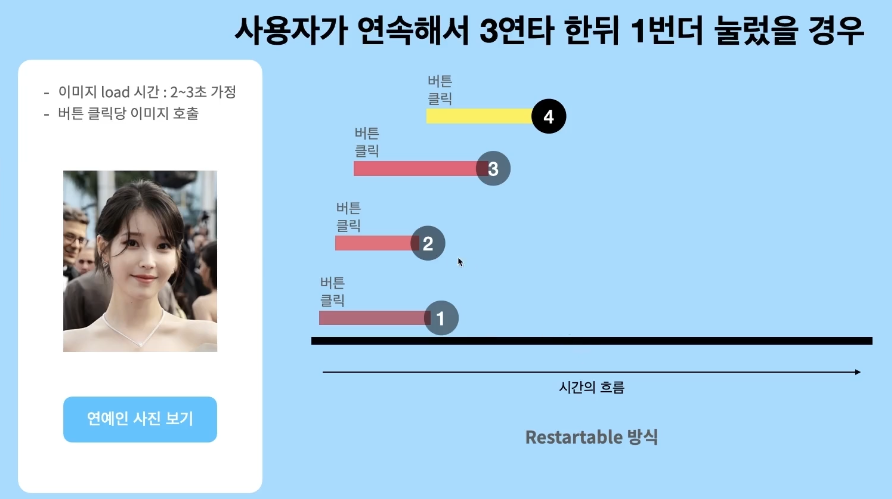 사용자가 연속해서 3연타 한뒤 1번더 눌렀을 경우
- 이미지 load 시간 : 2~3초 가정
- 버튼 클릭당 이미지 호출
연예인 사진 보기
버튼
클릭
4
버튼
클릭
3
버튼
클릭
2
버튼
클릭
1
시간의 흐름
Restartable 방식